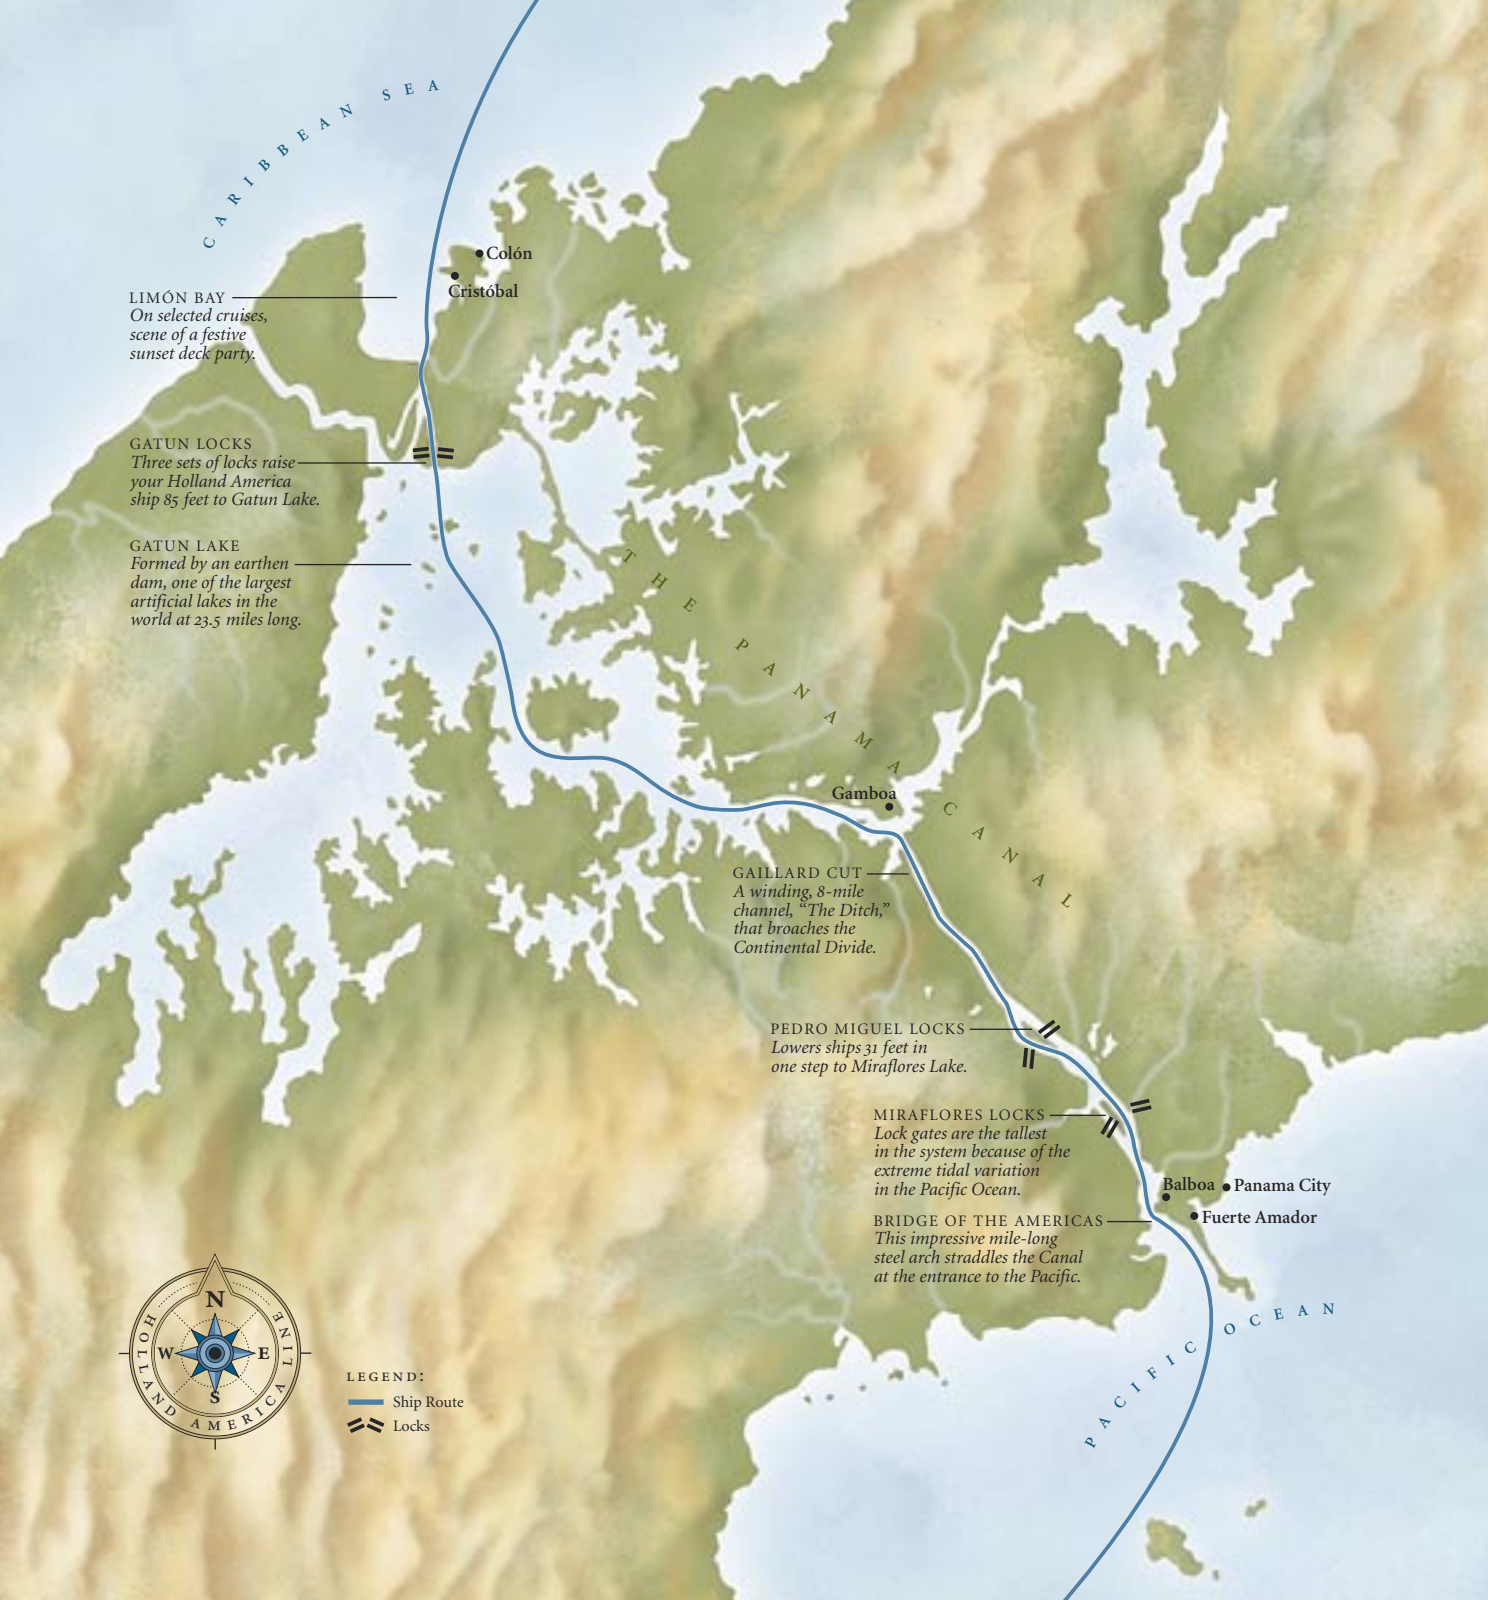 CARIBBEAN SEA
Colón
Cristóbal
LIMÓN BAY
On selected cruises,
scene of a festive
sunset deck party.
GATUN LOCKS
Three sets of locks raise
your Holland America
ship 85 feet to Gatun Lake.
GATUN LAKE
Formed by an earthen
dam, one of the largest
artificial lakes in the
world at 23.5 miles long.
THE PANAMA CANAL
Gamboa
GAILLARD CUT
A winding, 8-mile
channel, “The Ditch,”
that broaches the
Continental Divide.
PEDRO MIGUEL LOCKS
Lowers ships 31 feet in
one step to Miraflores Lake.
MIRAFLORES LOCKS
Lock gates are the tallest
in the system because of the
extreme tidal variation
in the Pacific Ocean.
Balboa
Panama City
Fuerte Amador
BRIDGE OF THE AMERICAS
This impressive mile-long
steel arch straddles the Canal
at the entrance to the Pacific.
PACIFIC OCEAN
N
W
E
S
HOLLAND AMERICA LINE
LEGEND:
Ship Route
Locks